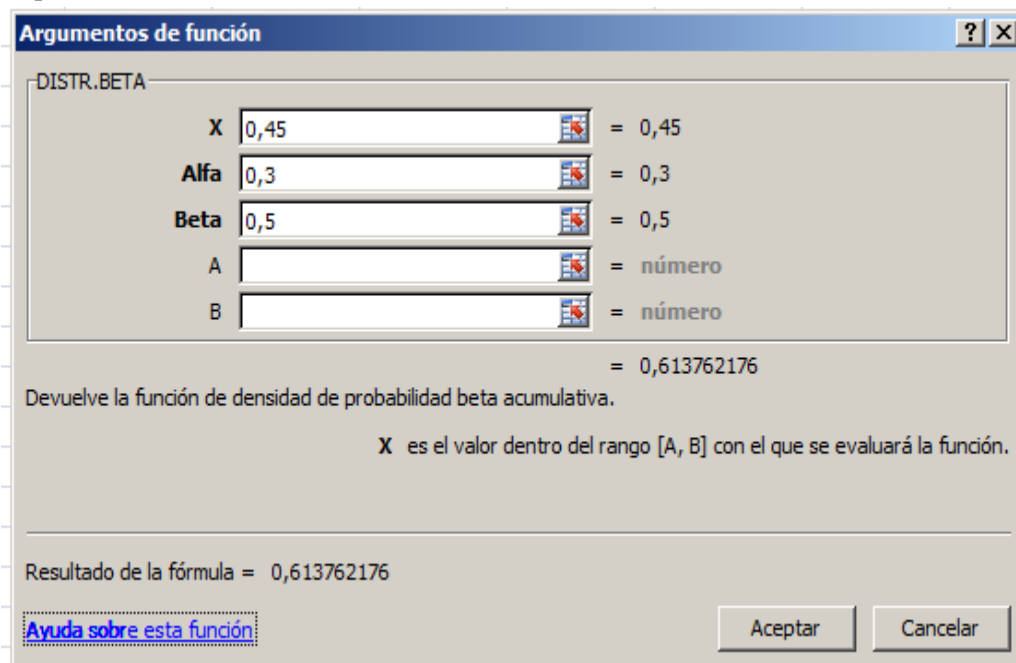 Argumentos de función
DISTR.BETA
X 0,45 = 0,45
Alfa 0,3 = 0,3
Beta 0,5 = 0,5
A = número
B = número
= 0,613762176
Devuelve la función de densidad de probabilidad beta acumulativa.
X es el valor dentro del rango [A, B] con el que se evaluará la función.
Resultado de la fórmula = 0,613762176
Ayuda sobre esta función
Aceptar Cancelar